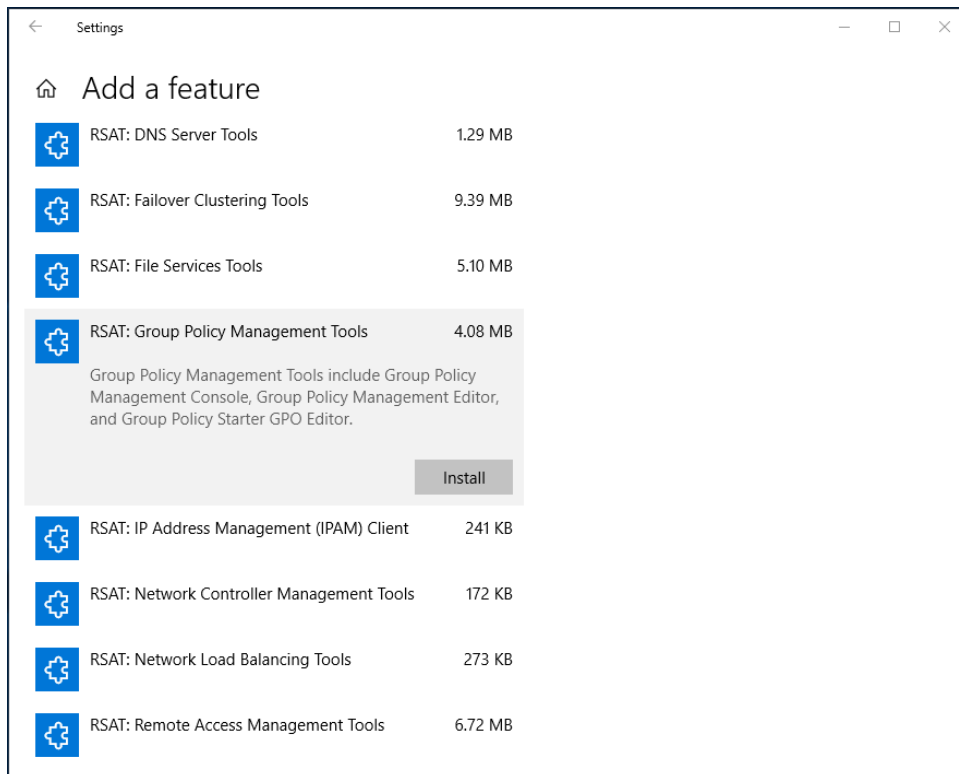 Settings
Add a feature
RSAT: DNS Server Tools 1.29 MB
RSAT: Failover Clustering Tools 9.39 MB
RSAT: File Services Tools 5.10 MB
RSAT: Group Policy Management Tools 4.08 MB
Group Policy Management Tools include Group Policy
Management Console, Group Policy Management Editor,
and Group Policy Starter GPO Editor.
Install
RSAT: IP Address Management (IPAM) Client 241 KB
RSAT: Network Controller Management Tools 172 KB
RSAT: Network Load Balancing Tools 273 KB
RSAT: Remote Access Management Tools 6.72 MB